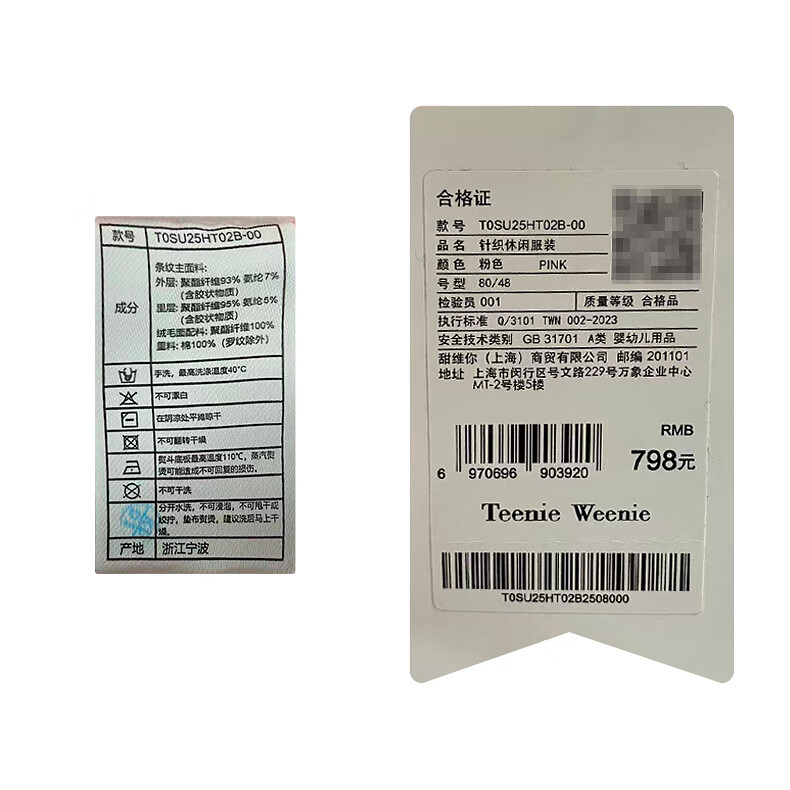 款号 T0SU25HT02B-00
成分
条纹主面料:
外层: 聚酯纤维93% 氨纶7%
(含胶状物质)
里层: 聚酯纤维95% 氨纶5%
(含胶状物质)
绒毛面配料: 聚酯纤维100%
里料: 棉100% (罗纹除外)
手洗，最高洗涤温度40°C
不可漂白
在阴凉处平摊晾干
不可翻转干燥
熨斗底板最高温度110℃，蒸汽熨
烫可能造成不可回复的损伤.
不可干洗
分开水洗，不可浸泡，不可甩干或
绞拧，垫布熨烫，建议洗后马上干
燥。
产地 浙江宁波
合格证
款号 T0SU25HT02B-00
品名 针织休闲服装
颜色 粉色 PINK
号型 80/48
检验员 001 质量等级 合格品
执行标准 Q/3101 TWN 002-2023
安全技术类别 GB 31701 A类 婴幼儿用品
甜维你（上海）商贸有限公司 邮编 201101
地址 上海市闵行区号文路229号万象企业中心
MT-2号楼5楼
RMB
798元
6 970696 903920
Teenie Weenie
T0SU25HT02B2508000